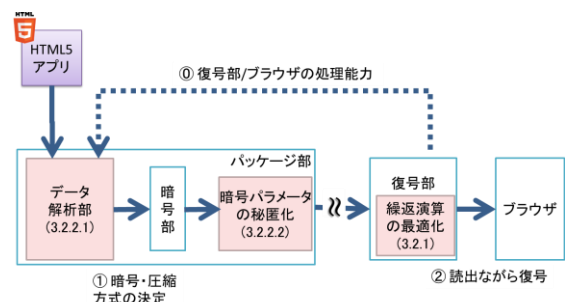 HTML
5
HTML5
アプリ
⓪ 復号部/ブラウザの処理能力
パッケージ部
データ
解析部
(3.2.2.1)
暗
号
部
暗号パラメータ
の秘匿化
(3.2.2.2)
復号部
繰返演算
の最適化
(3.2.1)
ブラウザ
① 暗号・圧縮
方式の決定
② 読出ながら復号